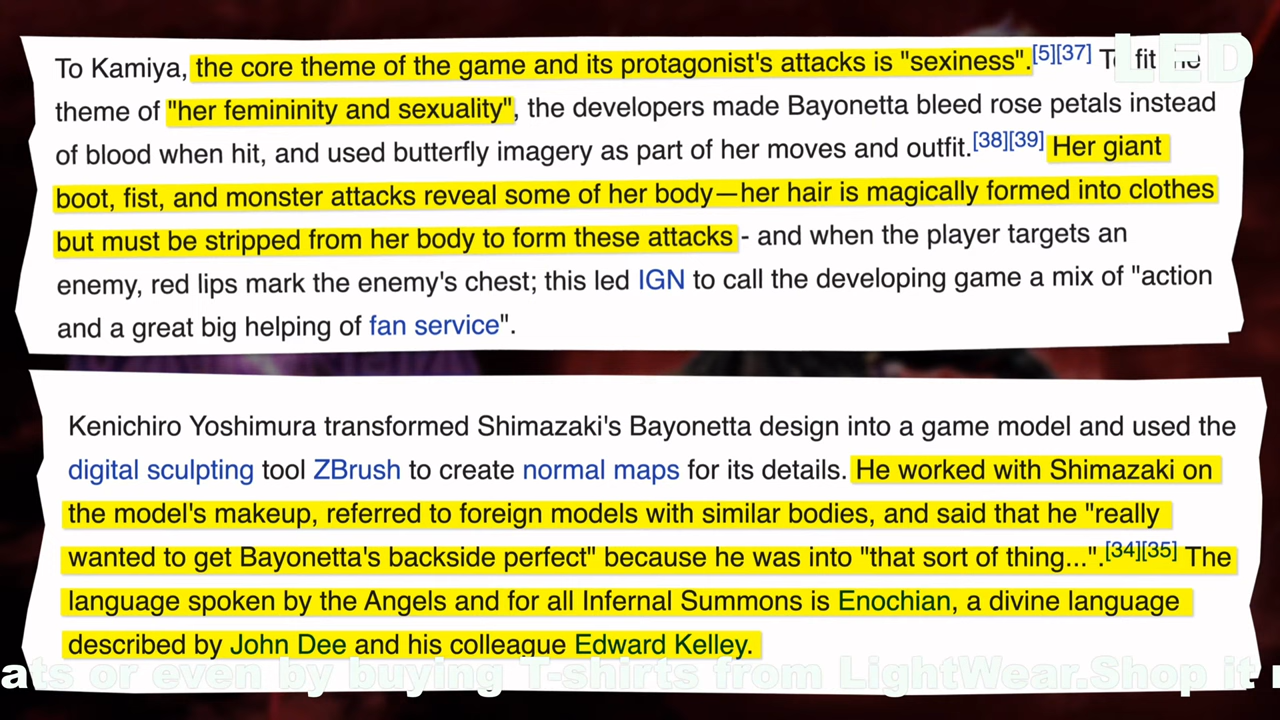 LED
To Kamiya, the core theme of the game and its protagonist's attacks is "sexiness".[5][37] To fit the
theme of "her femininity and sexuality", the developers made Bayonetta bleed rose petals instead
of blood when hit, and used butterfly imagery as part of her moves and outfit.[38][39] Her giant
boot, fist, and monster attacks reveal some of her body—her hair is magically formed into clothes
but must be stripped from her body to form these attacks - and when the player targets an
enemy, red lips mark the enemy's chest; this led IGN to call the developing game a mix of "action
and a great big helping of fan service".
Kenichiro Yoshimura transformed Shimazaki's Bayonetta design into a game model and used the
digital sculpting tool ZBrush to create normal maps for its details. He worked with Shimazaki on
the model's makeup, referred to foreign models with similar bodies, and said that he "really
wanted to get Bayonetta's backside perfect" because he was into "that sort of thing...".[34][35] The
language spoken by the Angels and for all Infernal Summons is Enochian, a divine language
described by John Dee and his colleague Edward Kelley.
or even by buying T-shirts from LightWear.Shop it